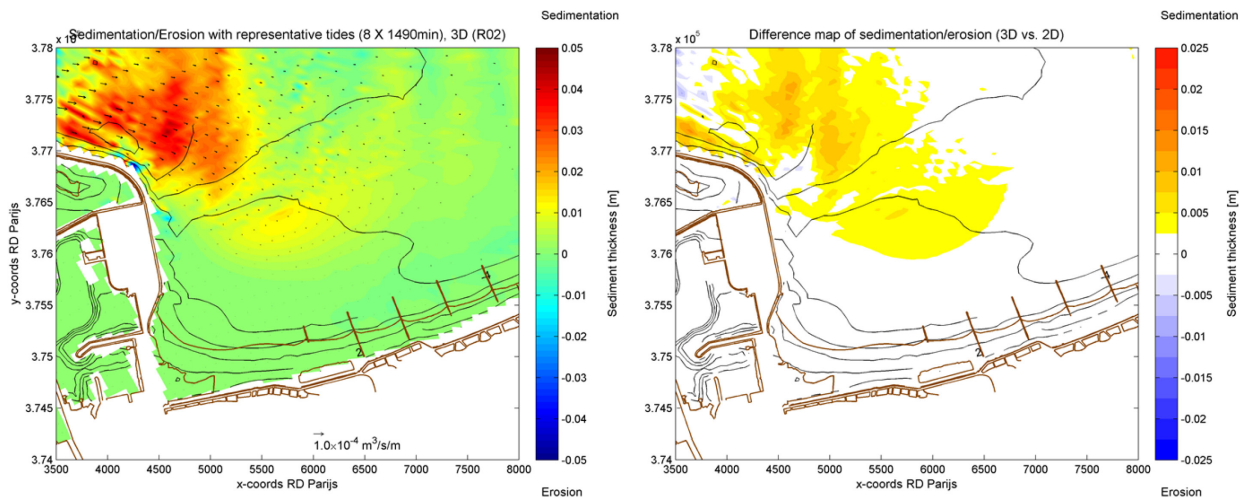 Sedimentation
Sedimentation/Erosion with representative tides (8 X 1490min), 3D (R02)
3.78
3.775
3.77
3.765
3.76
3.755
3.75
3.745
3.74
y-coords RD Parijs
3500 4000 4500 5000 5500 6000 6500 7000 7500 8000
x-coords RD Parijs
1.0×10⁻⁴ m³/s/m
2
0.05
0.04
0.03
0.02
0.01
0
-0.01
-0.02
-0.03
-0.04
-0.05
Sediment thickness [m]
Erosion
Sedimentation
Difference map of sedimentation/erosion (3D vs. 2D)
x 10⁵
3.78
3.775
3.77
3.765
3.76
3.755
3.75
3.745
3.74
3500 4000 4500 5000 5500 6000 6500 7000 7500 8000
x-coords RD Parijs
2
0.025
0.02
0.015
0.01
0.005
0
-0.005
-0.01
-0.015
-0.02
-0.025
Sediment thickness [m]
Erosion